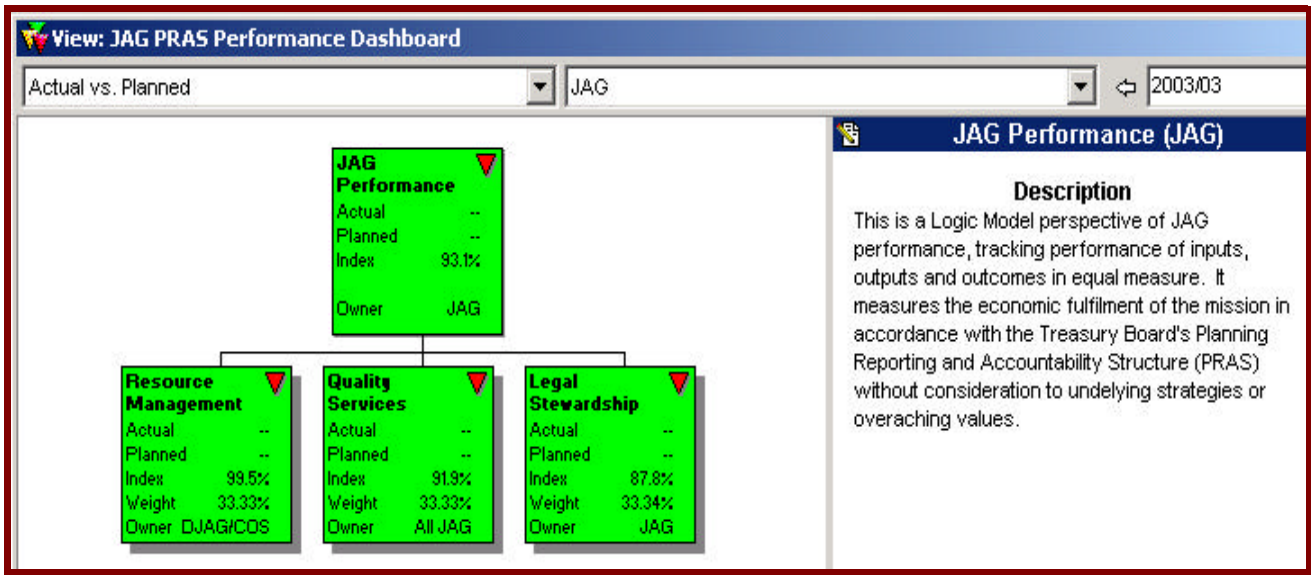 View: JAG PRAS Performance Dashboard
Actual vs. Planned JAG 2003/03
JAG
Performance
Actual --
Planned --
Index 93.1%
Owner JAG
Resource
Management
Actual --
Planned --
Index 99.5%
Weight 33.33%
Owner DJAG/COS
Quality
Services
Actual --
Planned --
Index 91.9%
Weight 33.33%
Owner All JAG
Legal
Stewardship
Actual --
Planned --
Index 87.8%
Weight 33.34%
Owner JAG
JAG Performance (JAG)
Description
This is a Logic Model perspective of JAG
performance, tracking performance of inputs,
outputs and outcomes in equal measure. It
measures the economic fulfilment of the mission in
accordance with the Treasury Board's Planning
Reporting and Accountability Structure (PRAS)
without consideration to undelying strategies or
overaching values.